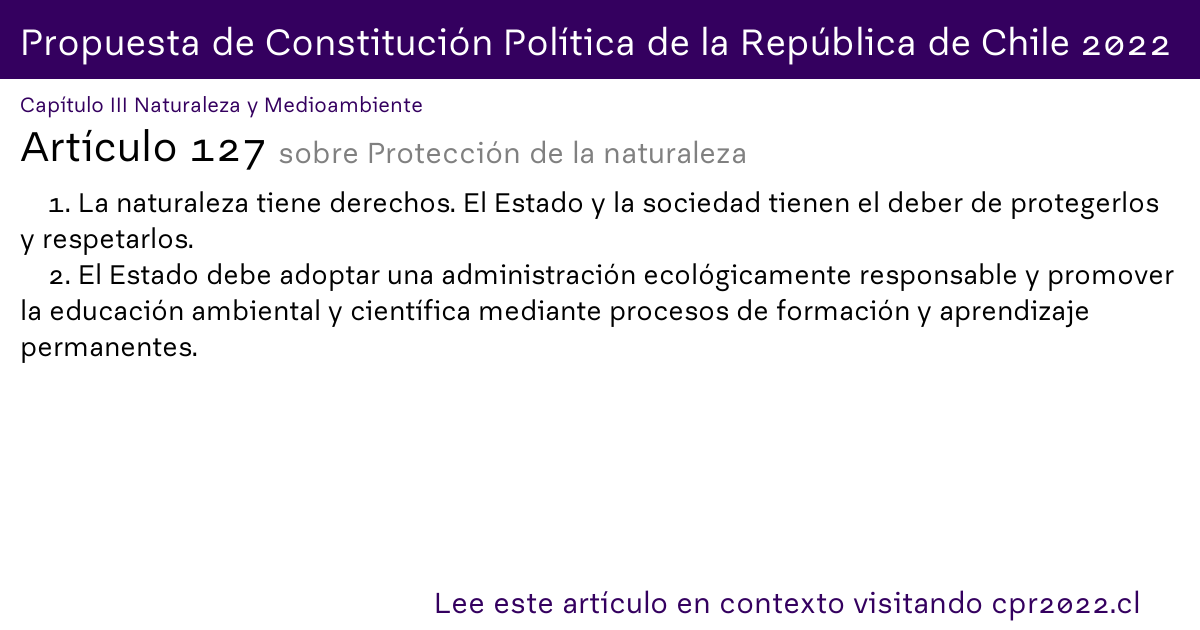 Propuesta de Constitución Política de la República de Chile 2022
Capítulo III Naturaleza y Medioambiente
Artículo 127 sobre Protección de la naturaleza
1. La naturaleza tiene derechos. El Estado y la sociedad tienen el deber de protegerlos
y respetarlos.
2. El Estado debe adoptar una administración ecológicamente responsable y promover
la educación ambiental y científica mediante procesos de formación y aprendizaje
permanentes.
Lee este artículo en contexto visitando cpr2022.cl